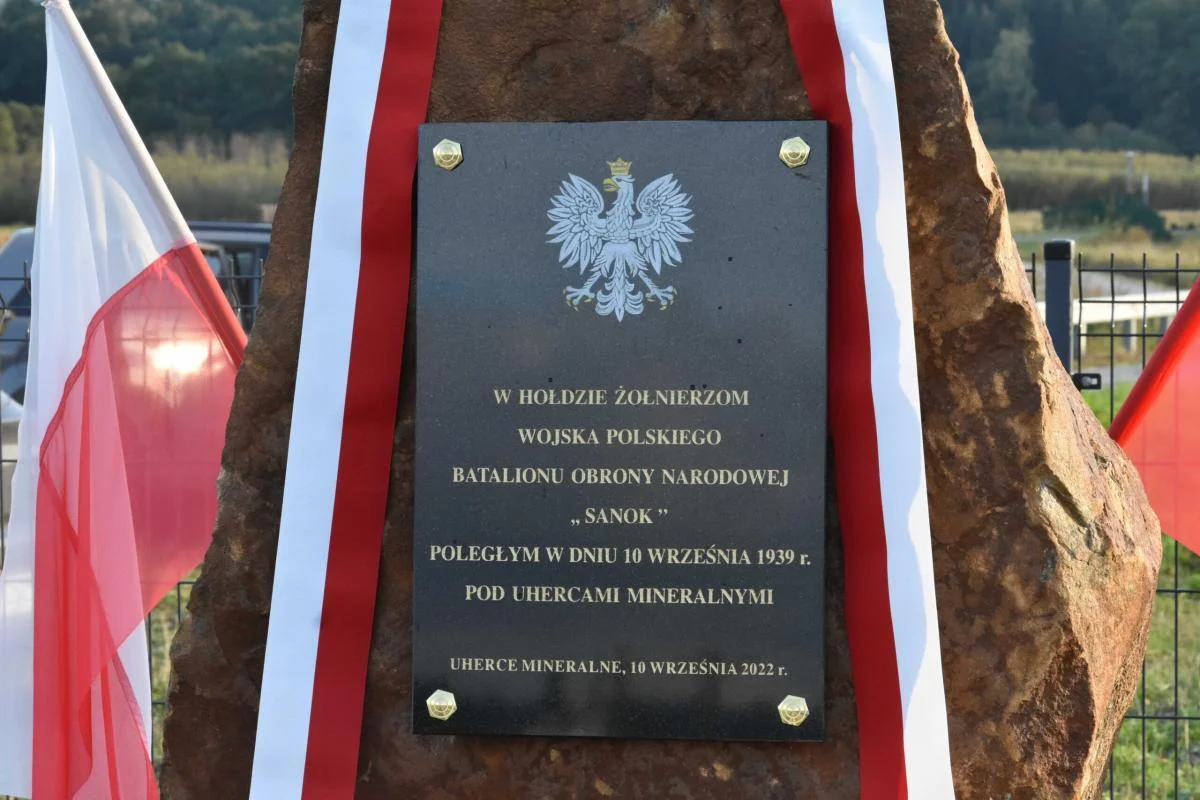 W HOŁDZIE ŻOŁNIERZOM
WOJSKA POLSKIEGO
BATALIONU OBRONY NARODOWEJ
„SANOK”
POLEGŁYM W DNIU 10 WRZEŚNIA 1939 r.
POD UHERCAMI MINERALNYMI
UHERCE MINERALNE, 10 WRZEŚNIA 2022 r.